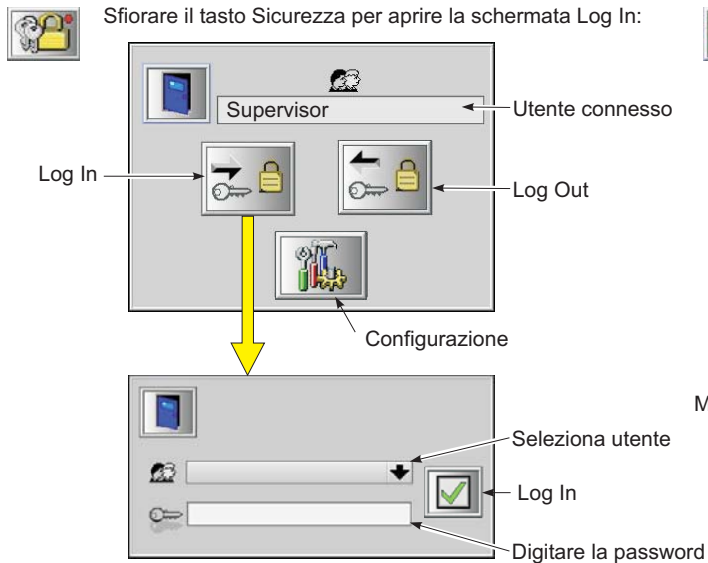 Sfiorare il tasto Sicurezza per aprire la schermata Log In:
Supervisor
Utente connesso
Log In
Log Out
Configurazione
M
Seleziona utente
Log In
Digitare la password